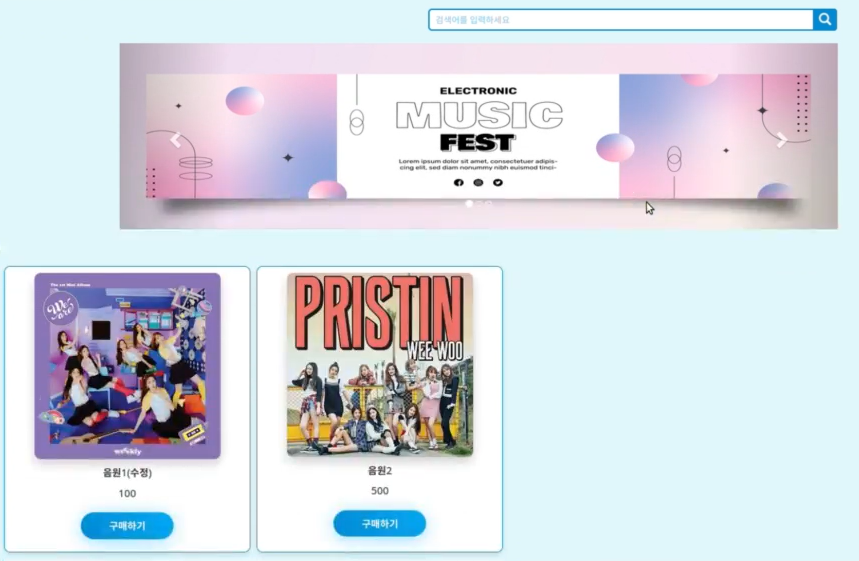 검색어를 입력하세요
ELECTRONIC
MUSIC
FEST
Lorem ipsum dolor sit amet, consectetuer adipis-
cing elit, sed diam nonummy nibh euismod tinci-
The 1st Mini Album
We are
weeekly
음원1(수정)
100
구매하기
PRISTIN
WEE WOO
음원2
500
구매하기